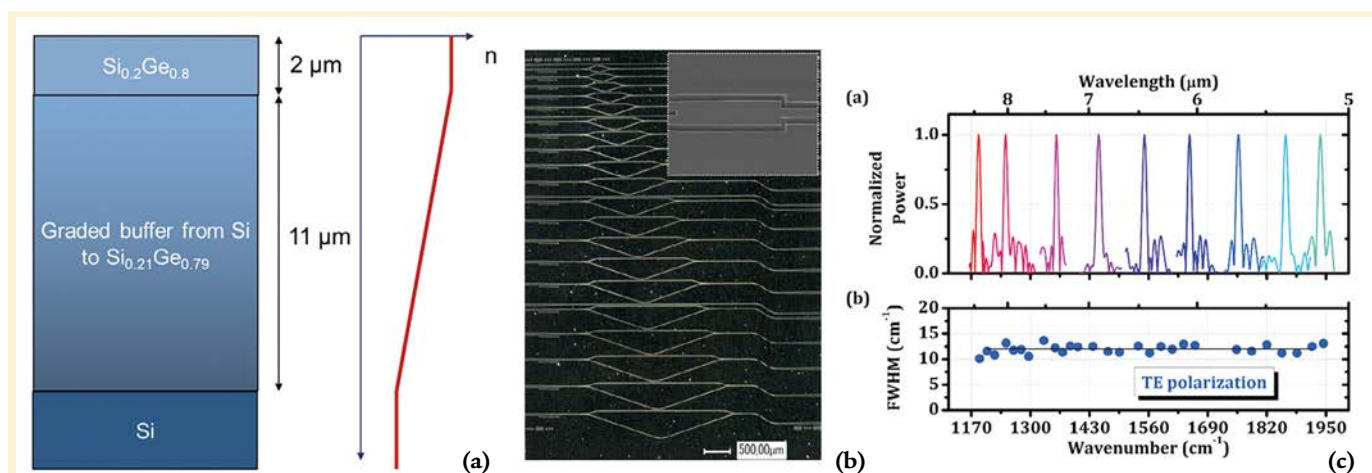 Si0.2Ge0.8
2 µm
n
Graded buffer from Si
to Si0.21Ge0.79
11 µm
Si
(a)
500,00µm
(b)
Wavelength (µm)
8 7 6 5
(a)
Normalized
Power
1.0
0.5
0.0
(b)
FWHM (cm-1)
20
15
10
5
0
TE polarization
1170 1300 1430 1560 1690 1820 1950
Wavenumber (cm-1)
(c)